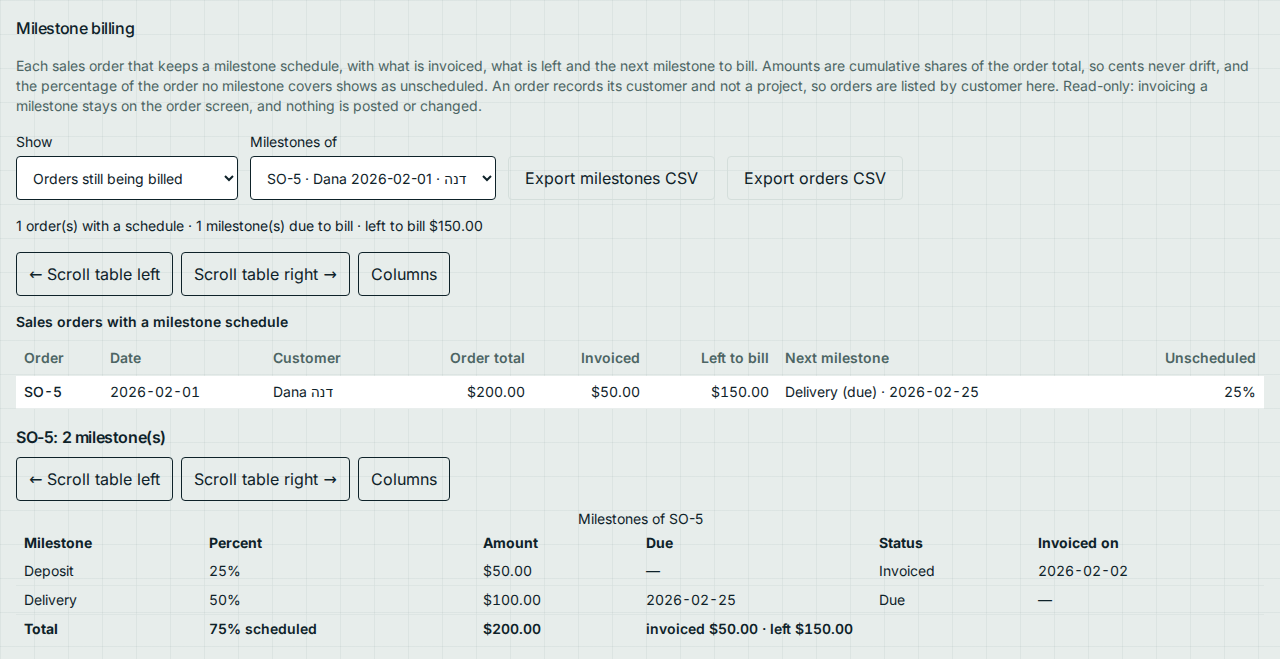 Milestone billing
Each sales order that keeps a milestone schedule, with what is invoiced, what is left and the next milestone to bill. Amounts are cumulative shares of the order total, so cents never drift, and
the percentage of the order no milestone covers shows as unscheduled. An order records its customer and not a project, so orders are listed by customer here. Read-only: invoicing a
milestone stays on the order screen, and nothing is posted or changed.
Show Milestones of
Orders still being billed SO-5 · Dana דנה · 2026-02-01 Export milestones CSV Export orders CSV
1 order(s) with a schedule · 1 milestone(s) due to bill · left to bill $150.00
← Scroll table left Scroll table right → Columns
Sales orders with a milestone schedule
Order Date Customer Order total Invoiced Left to bill Next milestone Unscheduled
SO-5 2026-02-01 Dana דנה $200.00 $50.00 $150.00 Delivery (due) · 2026-02-25 25%
SO-5: 2 milestone(s)
← Scroll table left Scroll table right → Columns
Milestones of SO-5
Milestone Percent Amount Due Status Invoiced on
Deposit 25% $50.00 — Invoiced 2026-02-02
Delivery 50% $100.00 2026-02-25 Due —
Total 75% scheduled $200.00 invoiced $50.00 · left $150.00